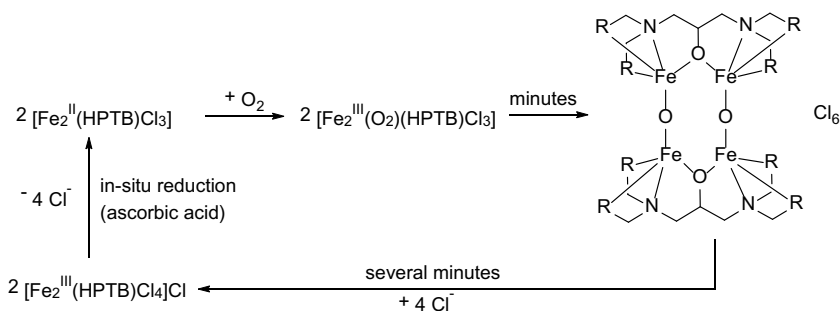 2 [Fe2II(HPTB)Cl3]
+ O2
2 [Fe2III(O2)(HPTB)Cl3]
minutes
R N N R
O
R Fe Fe R
O O
Cl6
R Fe Fe R
O
R N N R
- 4 Cl-
in-situ reduction
(ascorbic acid)
2 [Fe2III(HPTB)Cl4]Cl
several minutes
+ 4 Cl-